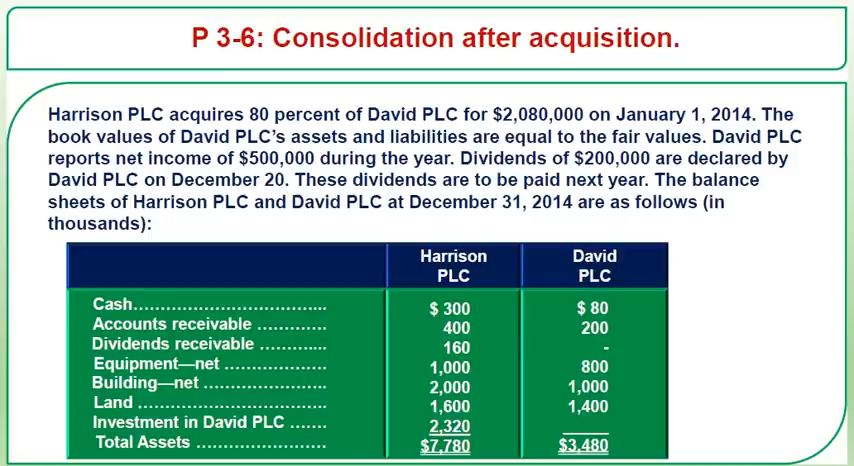 P 3-6: Consolidation after acquisition.
Harrison PLC acquires 80 percent of David PLC for $2,080,000 on January 1, 2014. The
book values of David PLC’s assets and liabilities are equal to the fair values. David PLC
reports net income of $500,000 during the year. Dividends of $200,000 are declared by
David PLC on December 20. These dividends are to be paid next year. The balance
sheets of Harrison PLC and David PLC at December 31, 2014 are as follows (in
thousands):
Harrison David
PLC PLC
Cash……………………………... $ 300 $ 80
Accounts receivable …………. 400 200
Dividends receivable ………... 160 -
Equipment—net ………………. 1,000 800
Building—net …………………. 2,000 1,000
Land ……………………………. 1,600 1,400
Investment in David PLC ……. 2,320
Total Assets ……………………. $7,780 $3,480